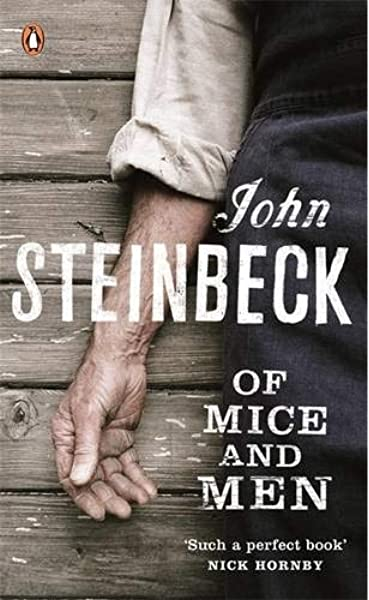 John
STEINBECK
OF
MICE
AND
MEN
‘Such a perfect book’
NICK HORNBY